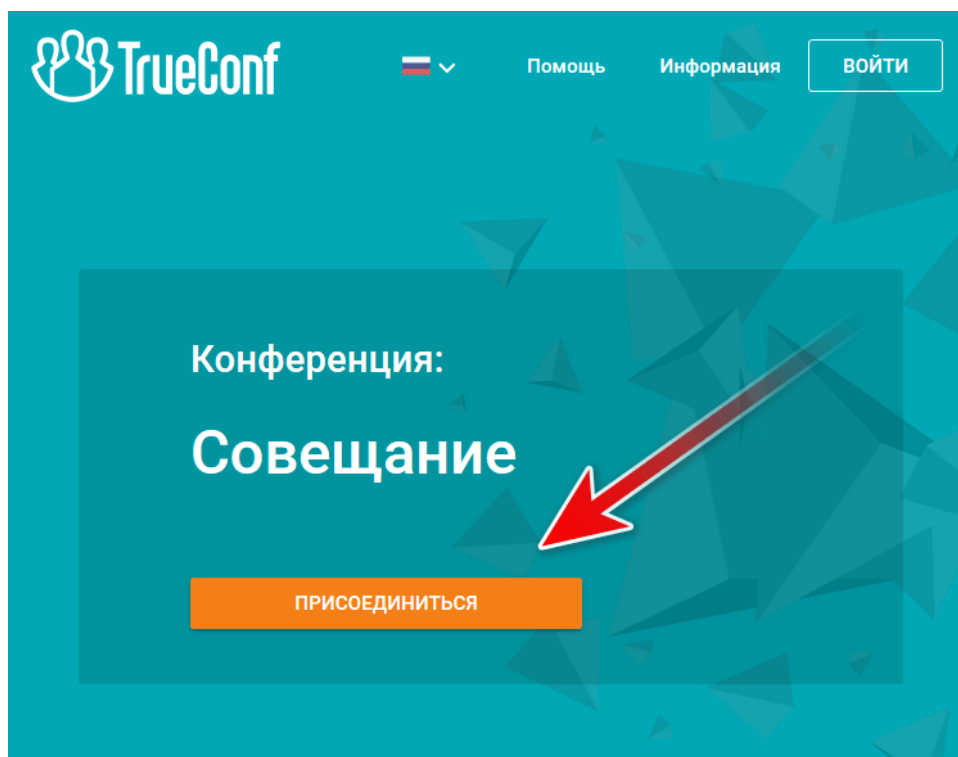 TrueConf
Помощь Информация ВОЙТИ
Конференция:
Совещание
ПРИСОЕДИНИТЬСЯ